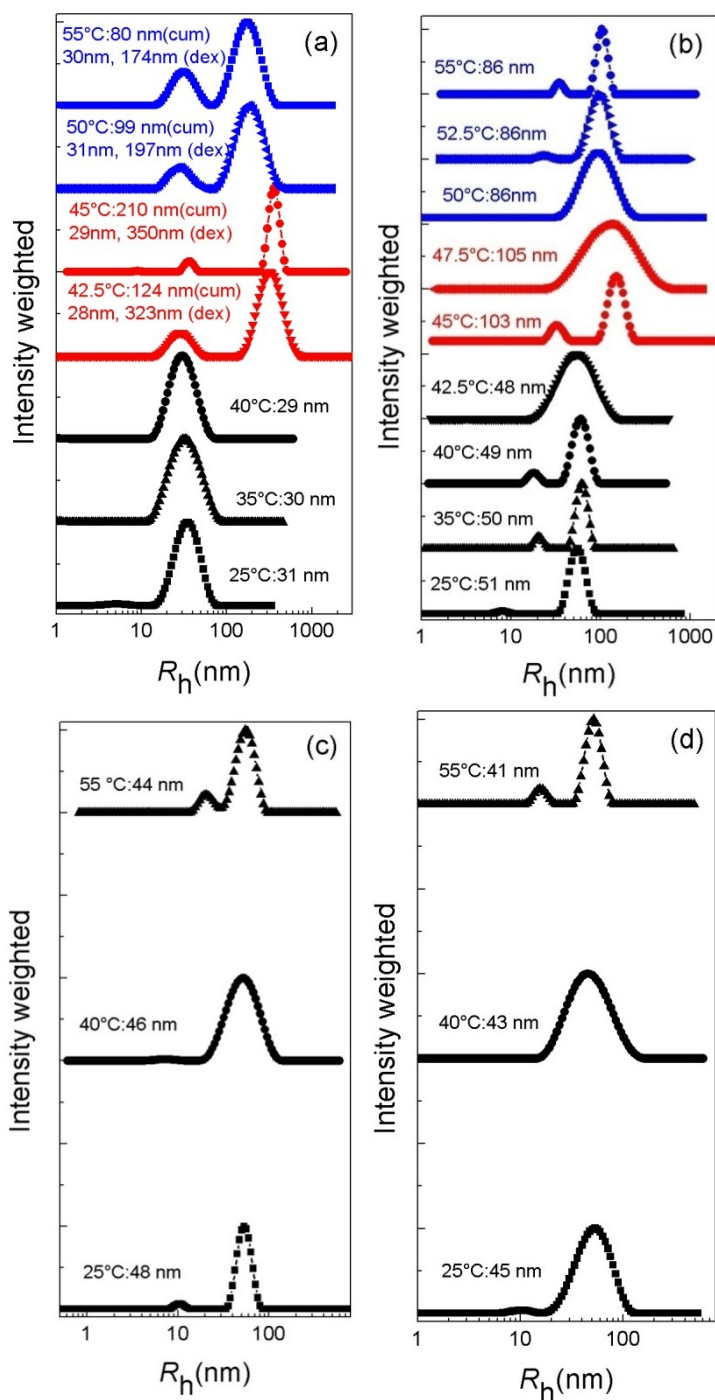 (a)
55°C:80 nm(cum)
30nm, 174nm (dex)
50°C:99 nm(cum)
31nm, 197nm (dex)
45°C:210 nm(cum)
29nm, 350nm (dex)
42.5°C:124 nm(cum)
28nm, 323nm (dex)
40°C:29 nm
35°C:30 nm
25°C:31 nm
Intensity weighted
1 10 100 1000
Rh(nm)
(b)
55°C:86 nm
52.5°C:86nm
50°C:86nm
47.5°C:105 nm
45°C:103 nm
42.5°C:48 nm
40°C:49 nm
35°C:50 nm
25°C:51 nm
Intensity weighted
1 10 100 1000
Rh(nm)
(c)
55 °C:44 nm
40°C:46 nm
25°C:48 nm
Intensity weighted
1 10 100
Rh(nm)
(d)
55°C:41 nm
40°C:43 nm
25°C:45 nm
Intensity weighted
1 10 100
Rh(nm)